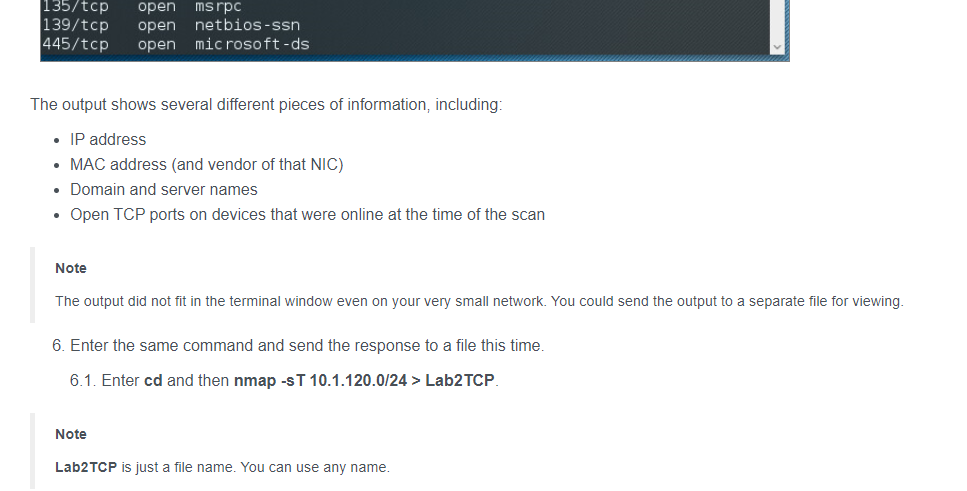 135/tcp open msrpc
139/tcp open netbios-ssn
445/tcp open microsoft-ds
The output shows several different pieces of information, including:
• IP address
• MAC address (and vendor of that NIC)
• Domain and server names
• Open TCP ports on devices that were online at the time of the scan
Note
The output did not fit in the terminal window even on your very small network. You could send the output to a separate file for viewing.
6. Enter the same command and send the response to a file this time.
6.1. Enter cd and then nmap -sT 10.1.120.0/24 > Lab2TCP.
Note
Lab2TCP is just a file name. You can use any name.